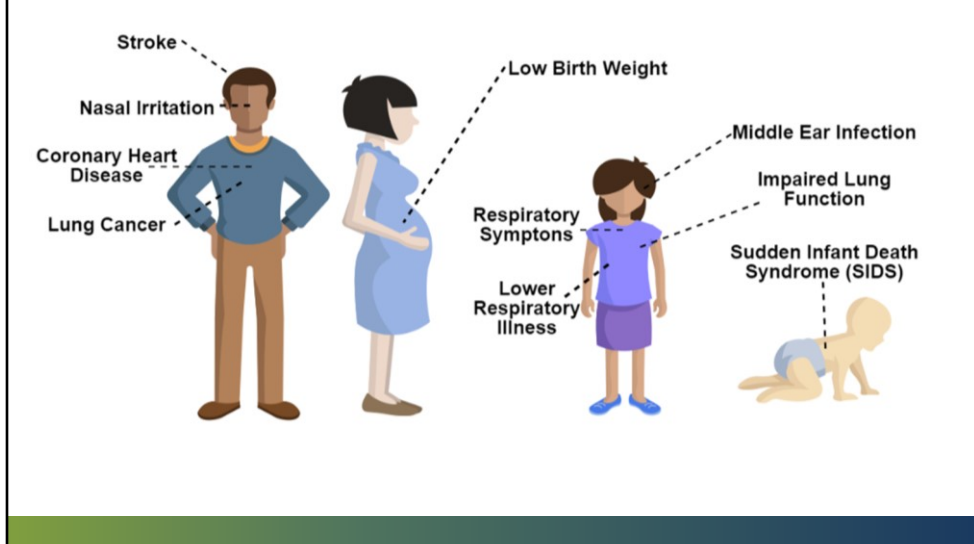 Stroke
Nasal Irritation
Coronary Heart
Disease
Lung Cancer
Low Birth Weight
Middle Ear Infection
Impaired Lung
Function
Respiratory
Symptons
Lower
Respiratory
Illness
Sudden Infant Death
Syndrome (SIDS)